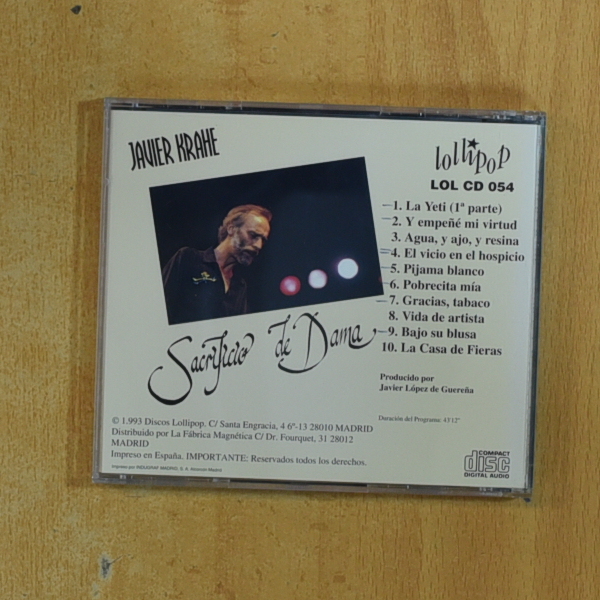 JAVIER KRAHE
lollipop
LOL CD 054
1. La Yeti (1ª parte)
2. Y empeñé mi virtud
3. Agua, y ajo, y resina
4. El vicio en el hospicio
5. Pijama blanco
6. Pobrecita mía
7. Gracias, tabaco
8. Vida de artista
9. Bajo su blusa
10. La Casa de Fieras
Sacrificio de Dama
Producido por
Javier López de Guereña
Duración del Programa: 43'12"
© 1.993 Discos Lollipop. C/ Santa Engracia, 4 6º-13 28010 MADRID
Distribuido por La Fábrica Magnética C/ Dr. Fourquet, 31 28012
MADRID
Impreso en España. IMPORTANTE: Reservados todos los derechos.
COMPACT
disc
DIGITAL AUDIO